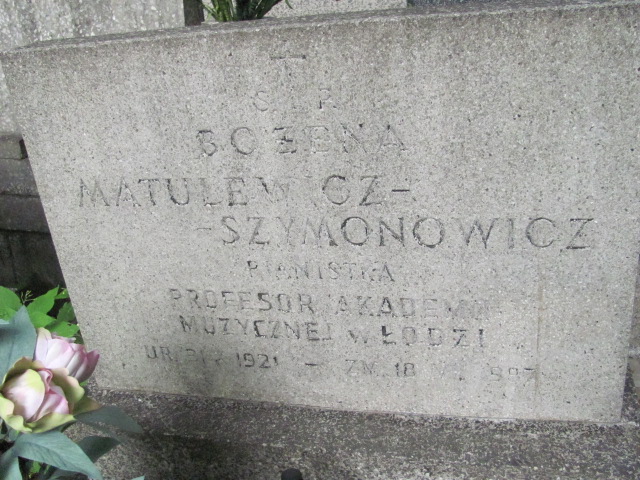 Ś P
BOŻENA
MATULEWICZ-
-SZYMONOWICZ
PIANISTKA
PROFESOR AKADEMII
MUZYCZNEJ W ŁODZI
UR. 1921 - ZM. 18